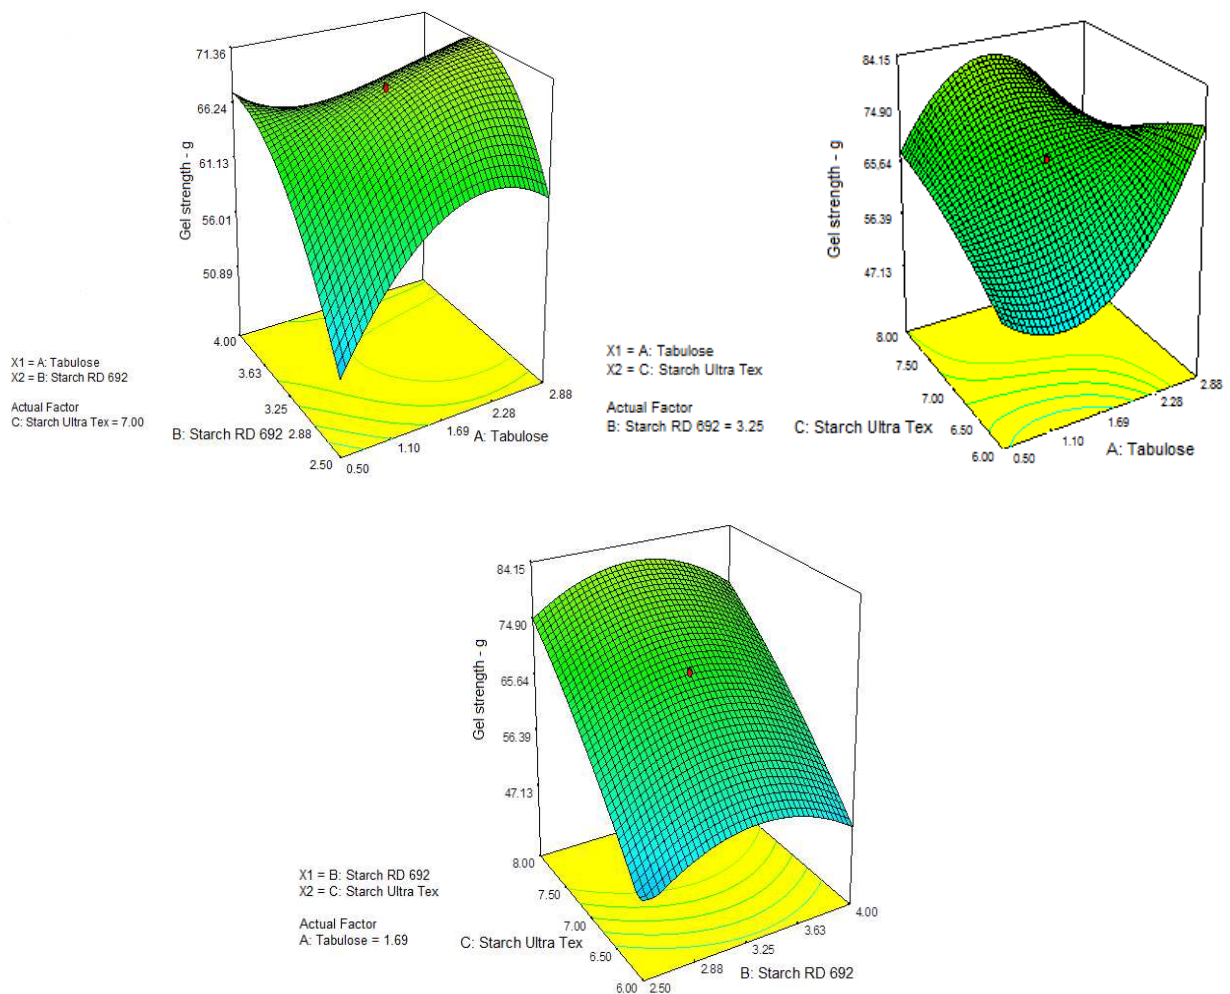 71.36
66.24
61.13
56.01
50.89
Gel strength - g
4.00
3.63
3.25
2.88
2.50
B: Starch RD 692
0.50
1.10
1.69
2.28
2.88
A: Tabulose
X1 = A: Tabulose
X2 = B: Starch RD 692
Actual Factor
C: Starch Ultra Tex = 7.00
84.15
74.90
65.64
56.39
47.13
Gel strength - g
8.00
7.50
7.00
6.50
6.00
C: Starch Ultra Tex
0.50
1.10
1.69
2.28
2.88
A: Tabulose
X1 = A: Tabulose
X2 = C: Starch Ultra Tex
Actual Factor
B: Starch RD 692 = 3.25
84.15
74.90
65.64
56.39
47.13
Gel strength - g
8.00
7.50
7.00
6.50
6.00
C: Starch Ultra Tex
2.50
2.88
3.25
3.63
4.00
B: Starch RD 692
X1 = B: Starch RD 692
X2 = C: Starch Ultra Tex
Actual Factor
A: Tabulose = 1.69